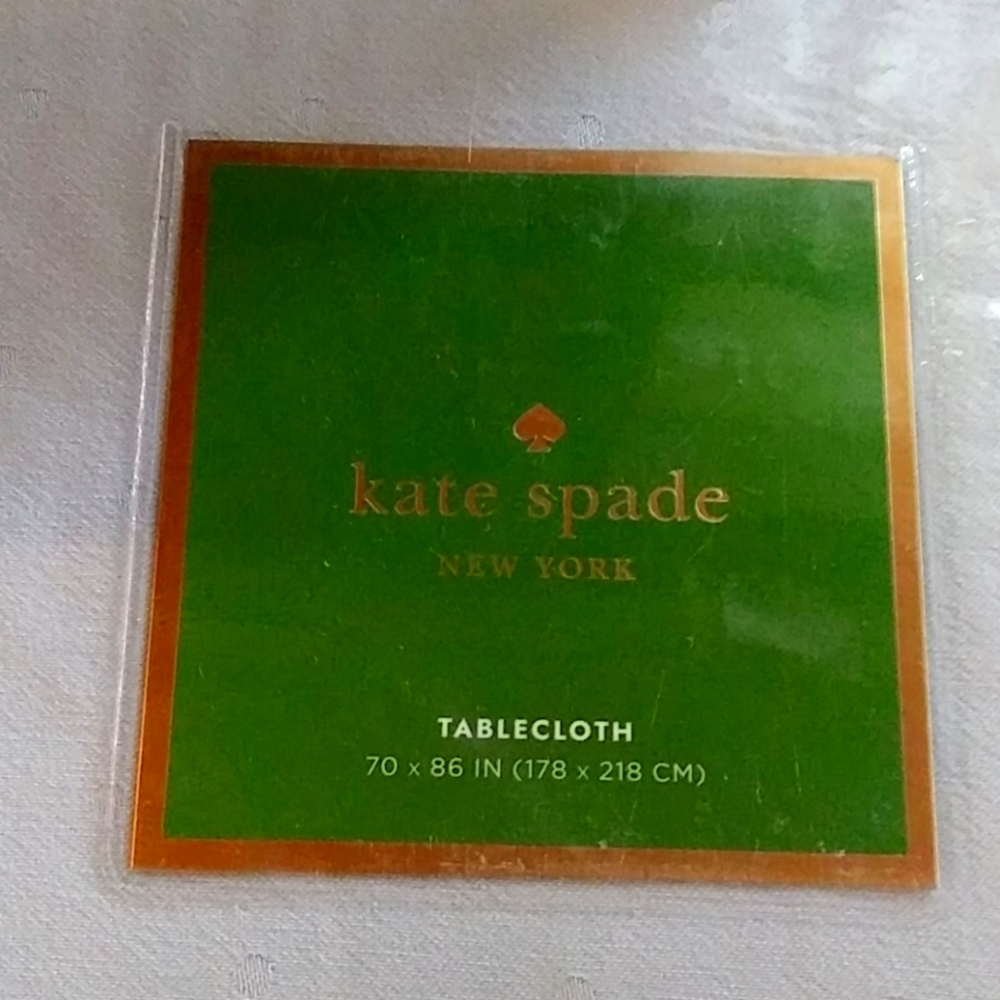 kate spade
NEW YORK
TABLECLOTH
70 x 86 IN (178 x 218 CM)